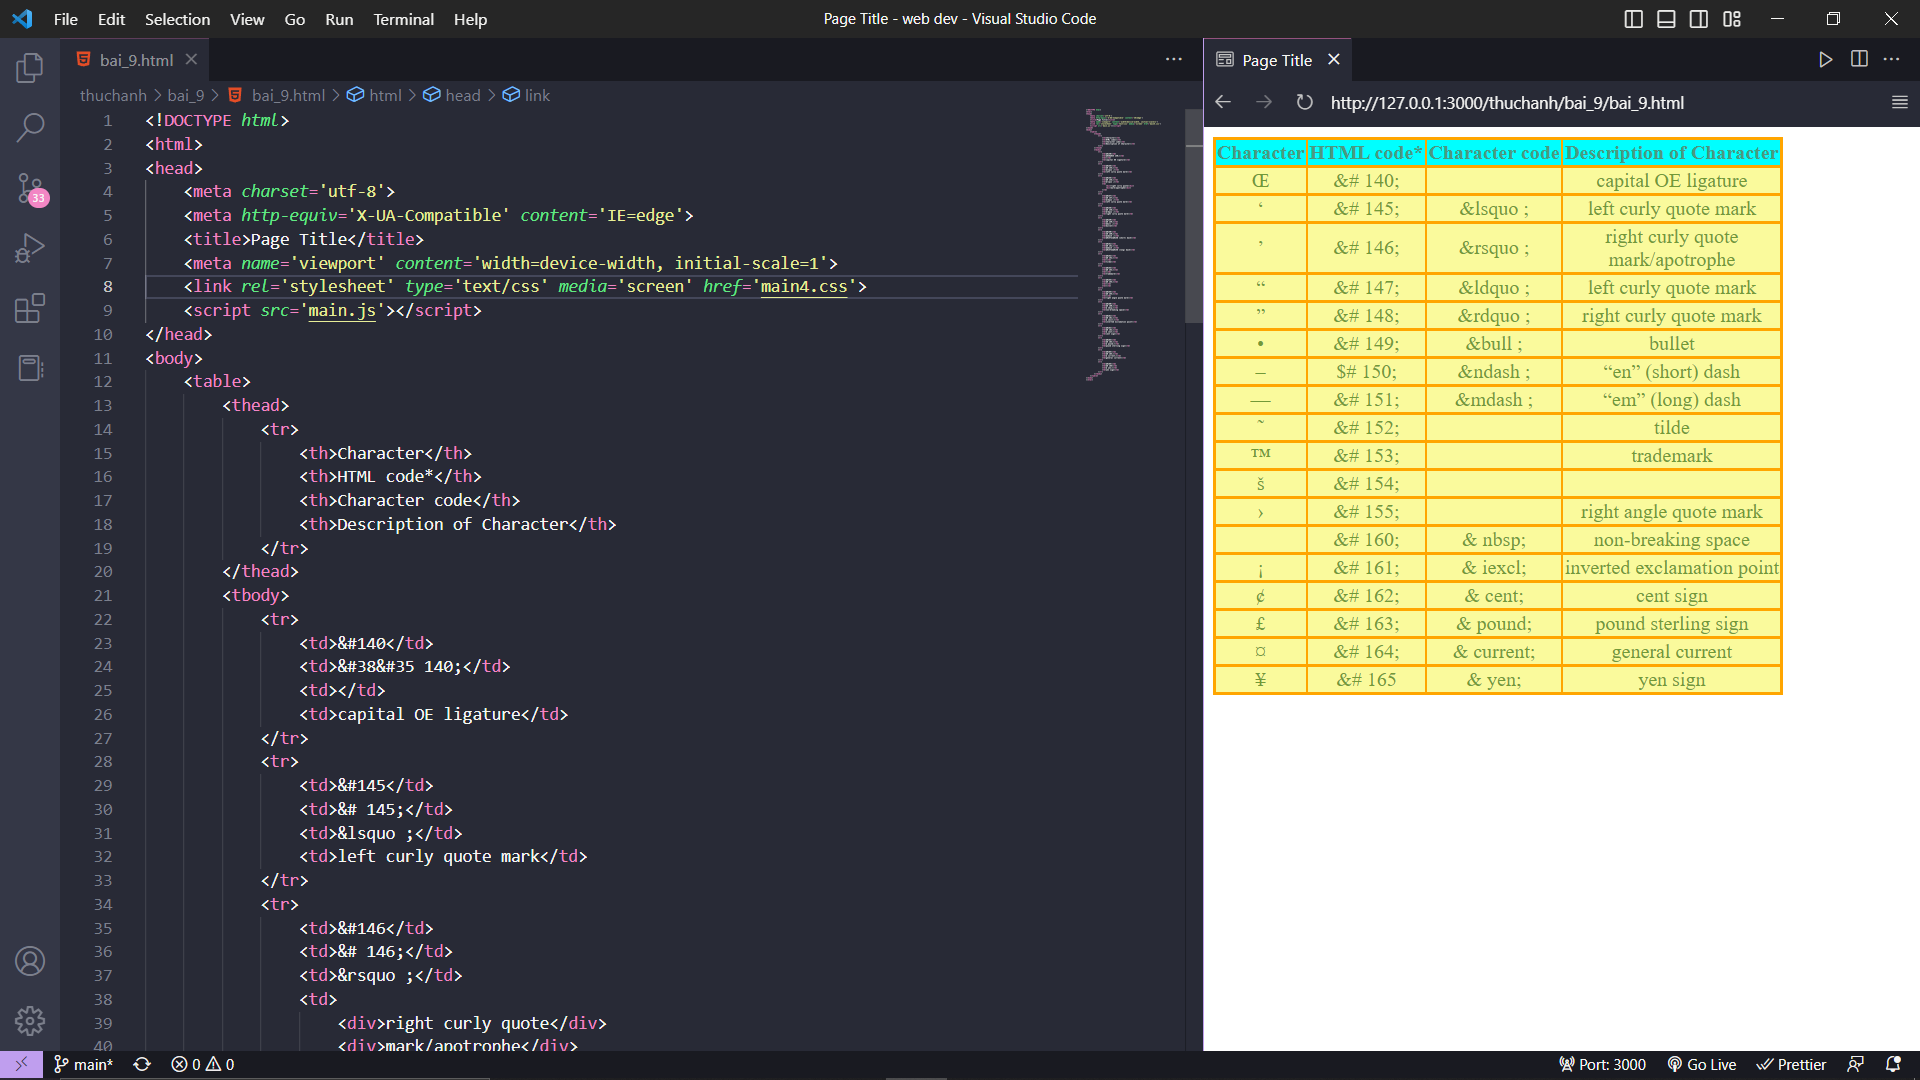 File Edit Selection View Go Run Terminal Help
Page Title - web dev - Visual Studio Code
bai_9.html
thuchanh > bai_9 > bai_9.html > html > head > link
33
1 <!DOCTYPE html>
2 <html>
3 <head>
4 <meta charset='utf-8'>
5 <meta http-equiv='X-UA-Compatible' content='IE=edge'>
6 <title>Page Title</title>
7 <meta name='viewport' content='width=device-width, initial-scale=1'>
8 <link rel='stylesheet' type='text/css' media='screen' href='main4.css'>
9 <script src='main.js'></script>
10 </head>
11 <body>
12 <table>
13 <thead>
14 <tr>
15 <th>Character</th>
16 <th>HTML code*</th>
17 <th>Character code</th>
18 <th>Description of Character</th>
19 </tr>
20 </thead>
21 <tbody>
22 <tr>
23 <td>&#140</td>
24 <td>&#38&#35 140;</td>
25 <td></td>
26 <td>capital OE ligature</td>
27 </tr>
28 <tr>
29 <td>&#145</td>
30 <td>&# 145;</td>
31 <td>&lsquo ;</td>
32 <td>left curly quote mark</td>
33 </tr>
34 <tr>
35 <td>&#146</td>
36 <td>&# 146;</td>
37 <td>&rsquo ;</td>
38 <td>
39 <div>right curly quote</div>
40 <div>mark/apotrophe</div>
Page Title
http://127.0.0.1:3000/thuchanh/bai_9/bai_9.html
Character HTML code* Character code Description of Character
Œ &# 140; capital OE ligature
‘ &# 145; &lsquo ; left curly quote mark
’ &# 146; &rsquo ; right curly quote
mark/apotrophe
“ &# 147; &ldquo ; left curly quote mark
” &# 148; &rdquo ; right curly quote mark
• &# 149; &bull ; bullet
– $# 150; &ndash ; “en” (short) dash
— &# 151; &mdash ; “em” (long) dash
˜ &# 152; tilde
™ &# 153; trademark
š &# 154;
› &# 155; right angle quote mark
&# 160; & nbsp; non-breaking space
¡ &# 161; & iexcl; inverted exclamation point
¢ &# 162; & cent; cent sign
£ &# 163; & pound; pound sterling sign
¤ &# 164; & current; general current
¥ &# 165 & yen; yen sign
main* 0 0
Port: 3000 Go Live Prettier